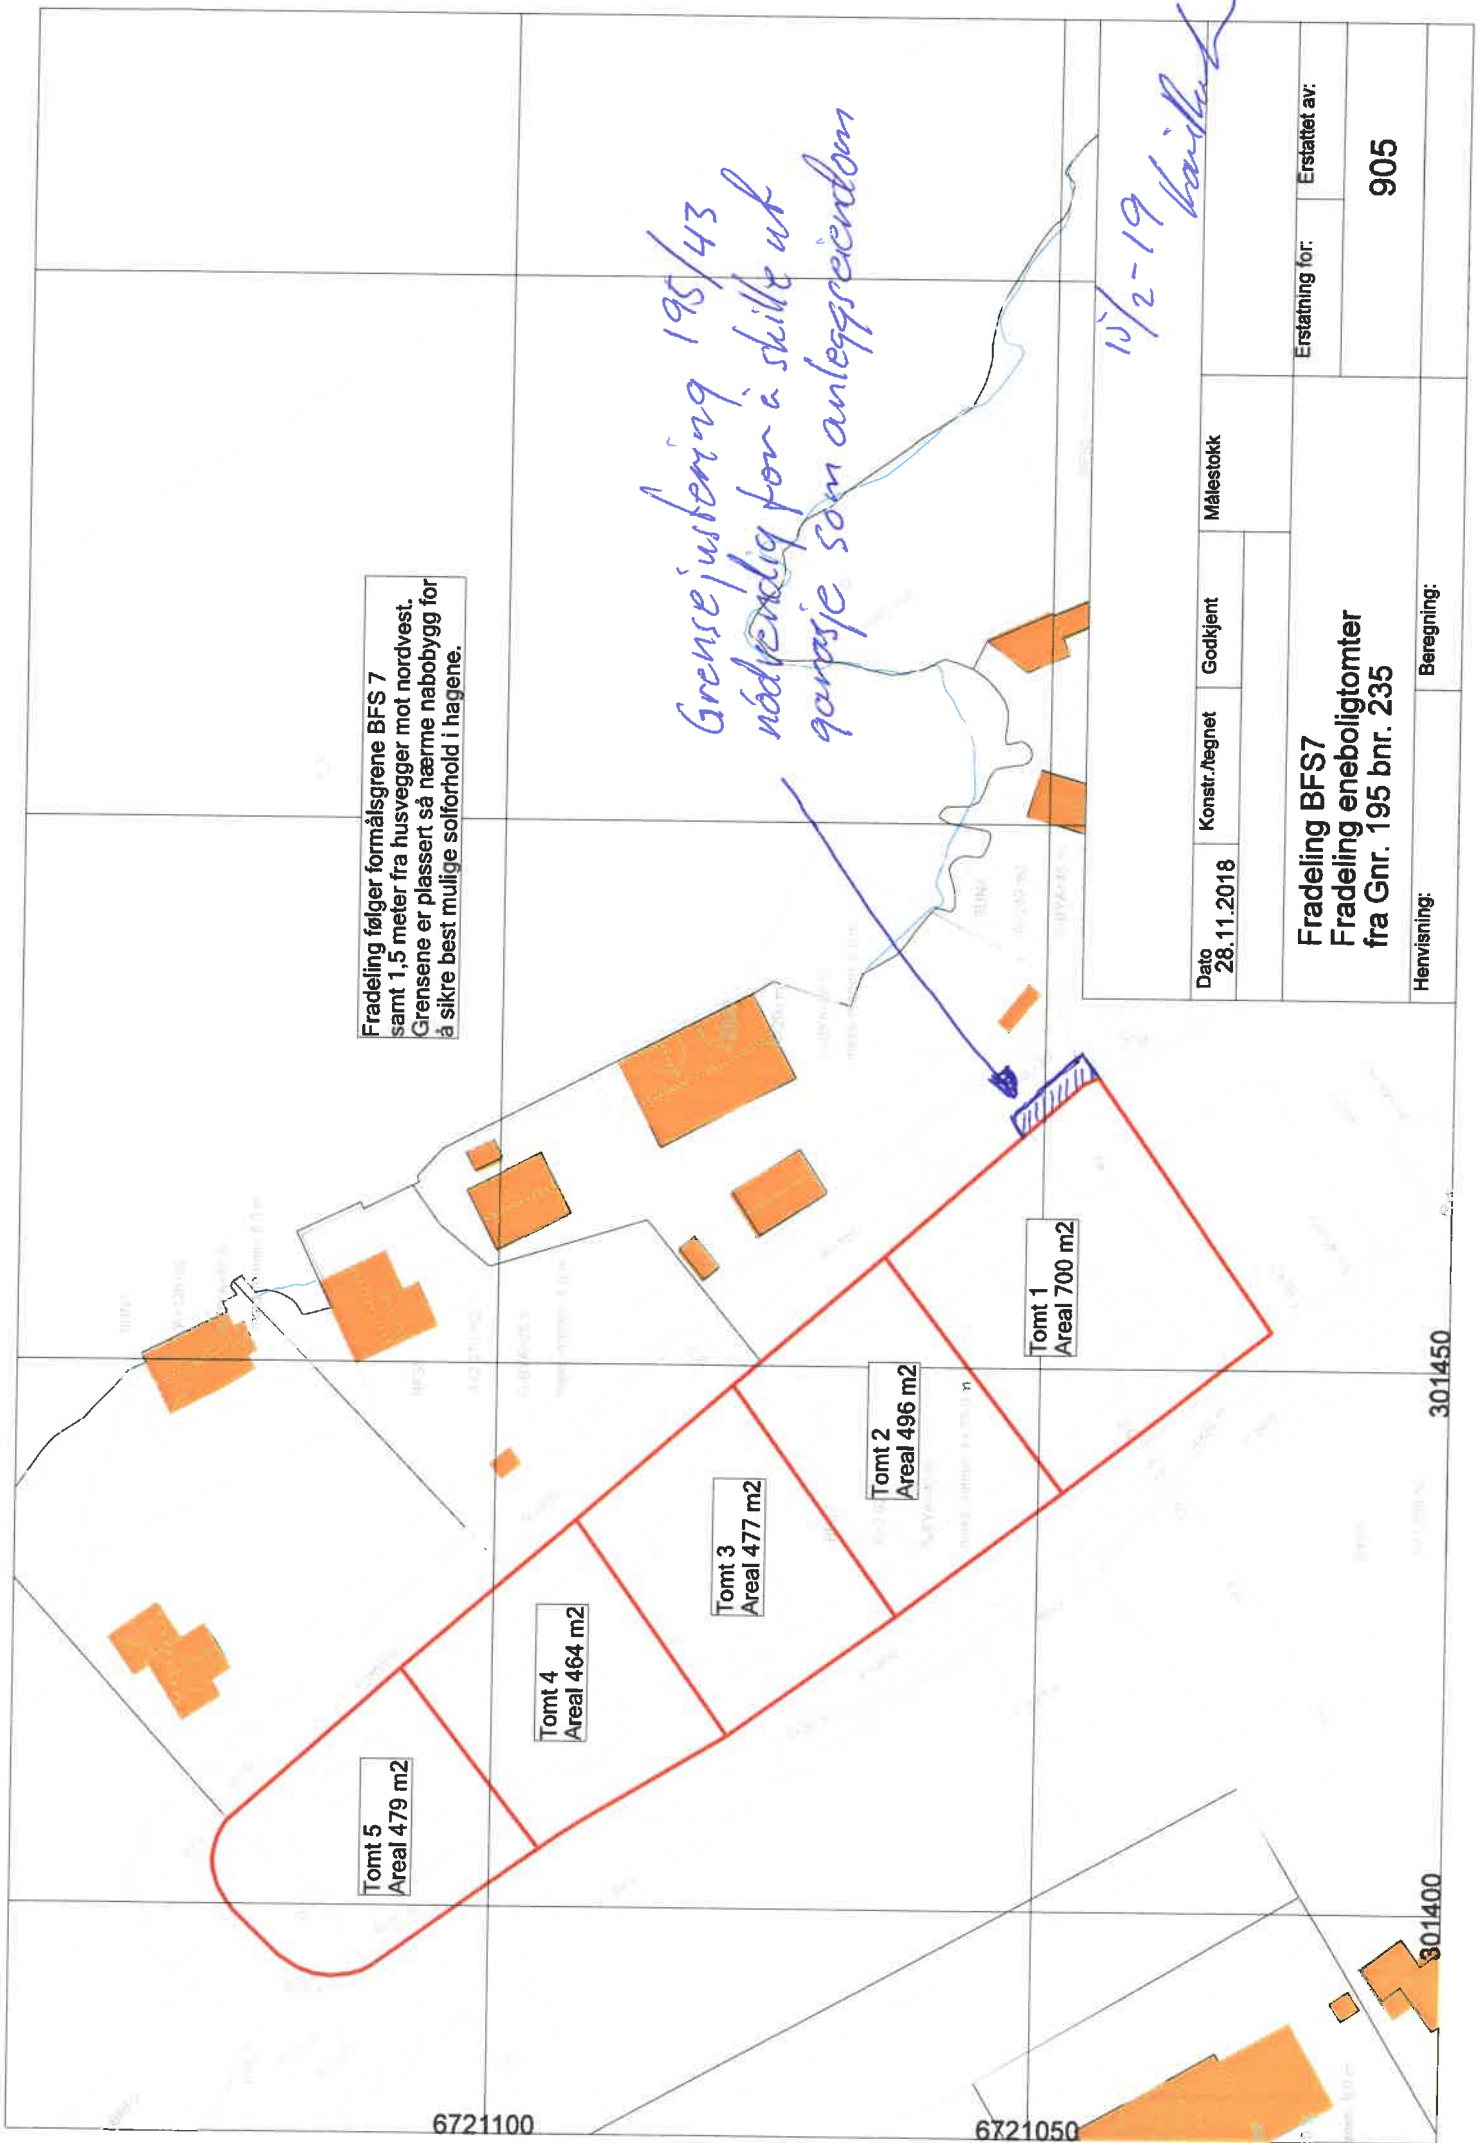 Fradeling følger formålsgrene BFS 7
samt 1,5 meter fra husvegger mot nordvest.
Grensene er plassert så nærme nabobygg for
å sikre best mulige solforhold i hagene.
Grensejustering 195/43
nödvendig for å skille ut
garasje som anleggseiendom
Tomt 5
Areal 479 m2
Tomt 4
Areal 464 m2
Tomt 3
Areal 477 m2
Tomt 2
Areal 496 m2
Tomt 1
Areal 700 m2
6721100
6721050
301400
301450
/2-19
Dato
28.11.2018
Konstr./tegnet
Godkjent
Målestokk
Fradeling BFS7
Fradeling eneboligtomter
fra Gnr. 195 bnr. 235
Erstatning for:
Erstattet av:
905
Henvisning:
Beregning: